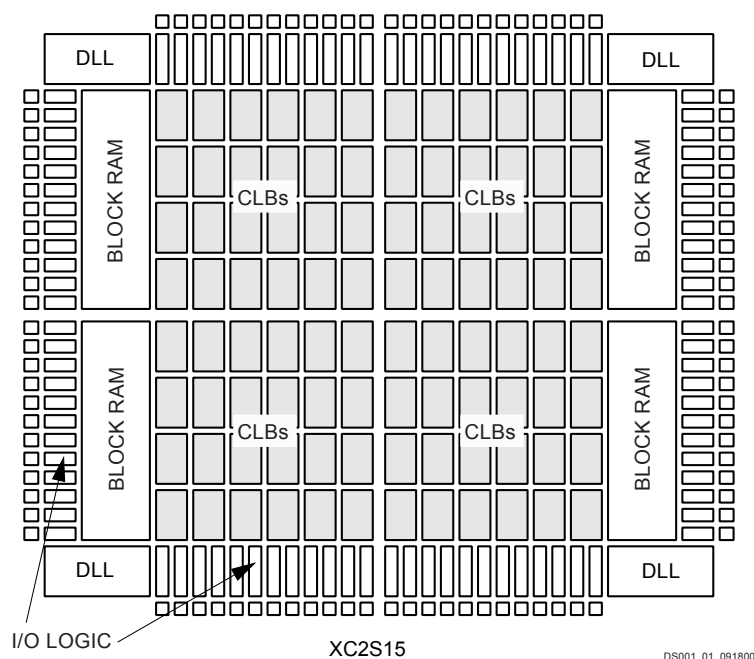 DLL
DLL
BLOCK RAM
CLBs
CLBs
BLOCK RAM
BLOCK RAM
CLBs
CLBs
BLOCK RAM
DLL
DLL
I/O LOGIC
XC2S15
DS001_01_091800